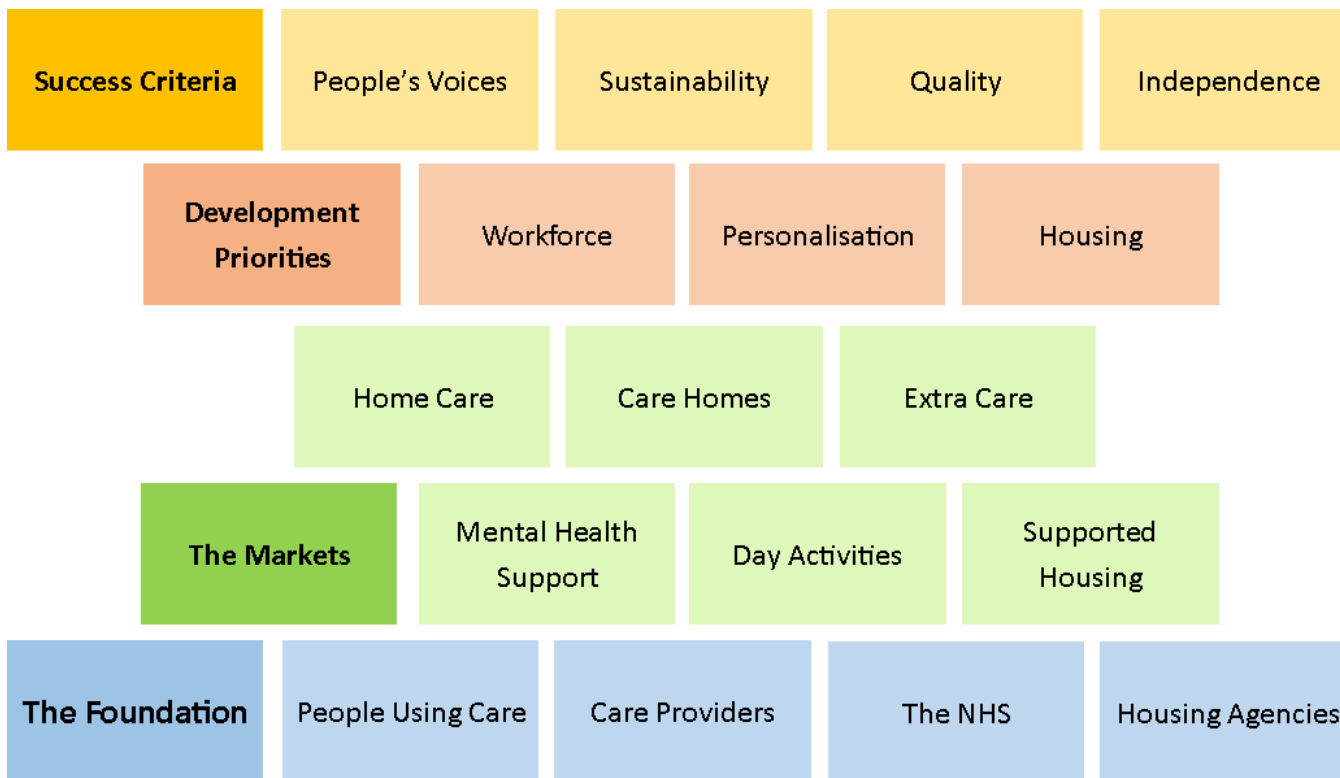 Success Criteria
People’s Voices
Sustainability
Quality
Independence
Development
Priorities
Workforce
Personalisation
Housing
Home Care
Care Homes
Extra Care
The Markets
Mental Health
Support
Day Activities
Supported
Housing
The Foundation
People Using Care
Care Providers
The NHS
Housing Agencies